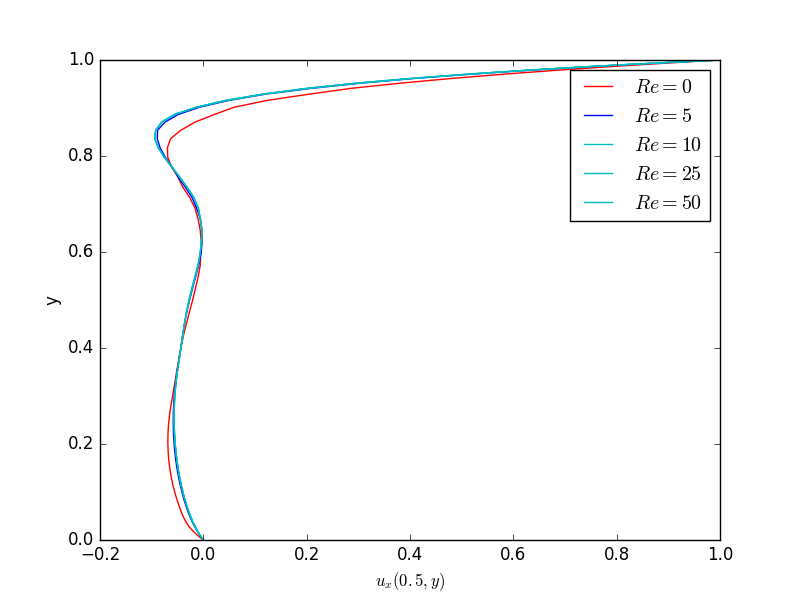 1.0
0.8
0.6
0.4
0.2
0.0
y
−0.2 0.0 0.2 0.4 0.6 0.8 1.0
u_x(0.5, y)
Re = 0
Re = 5
Re = 10
Re = 25
Re = 50